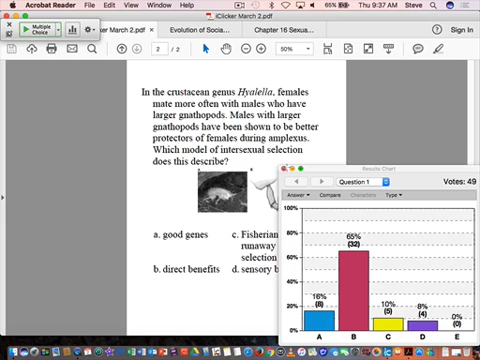 Acrobat Reader File Edit View Window Help 65% Thu 9:37 AM Steve
iClicker March 2.pdf
Multiple Choice
March 2.pdf × Evolution of Socia... Chapter 16 Sexua... Sign In
2 / 2 50%
In the crustacean genus Hyalella, females
mate more often with males who have
larger gnathopods. Males with larger
gnathopods have been shown to be better
protectors of females during amplexus.
Which model of intersexual selection
does this describe?
a. good genes c. Fisherian
runaway
selection
b. direct benefits d. sensory b
Results Chart
Question 1 Votes: 49
Answer Compare Characters Type
100%
80%
60%
40%
20%
0%
16%
(8)
65%
(32)
10%
(5)
8%
(4)
0%
(0)
A B C D E